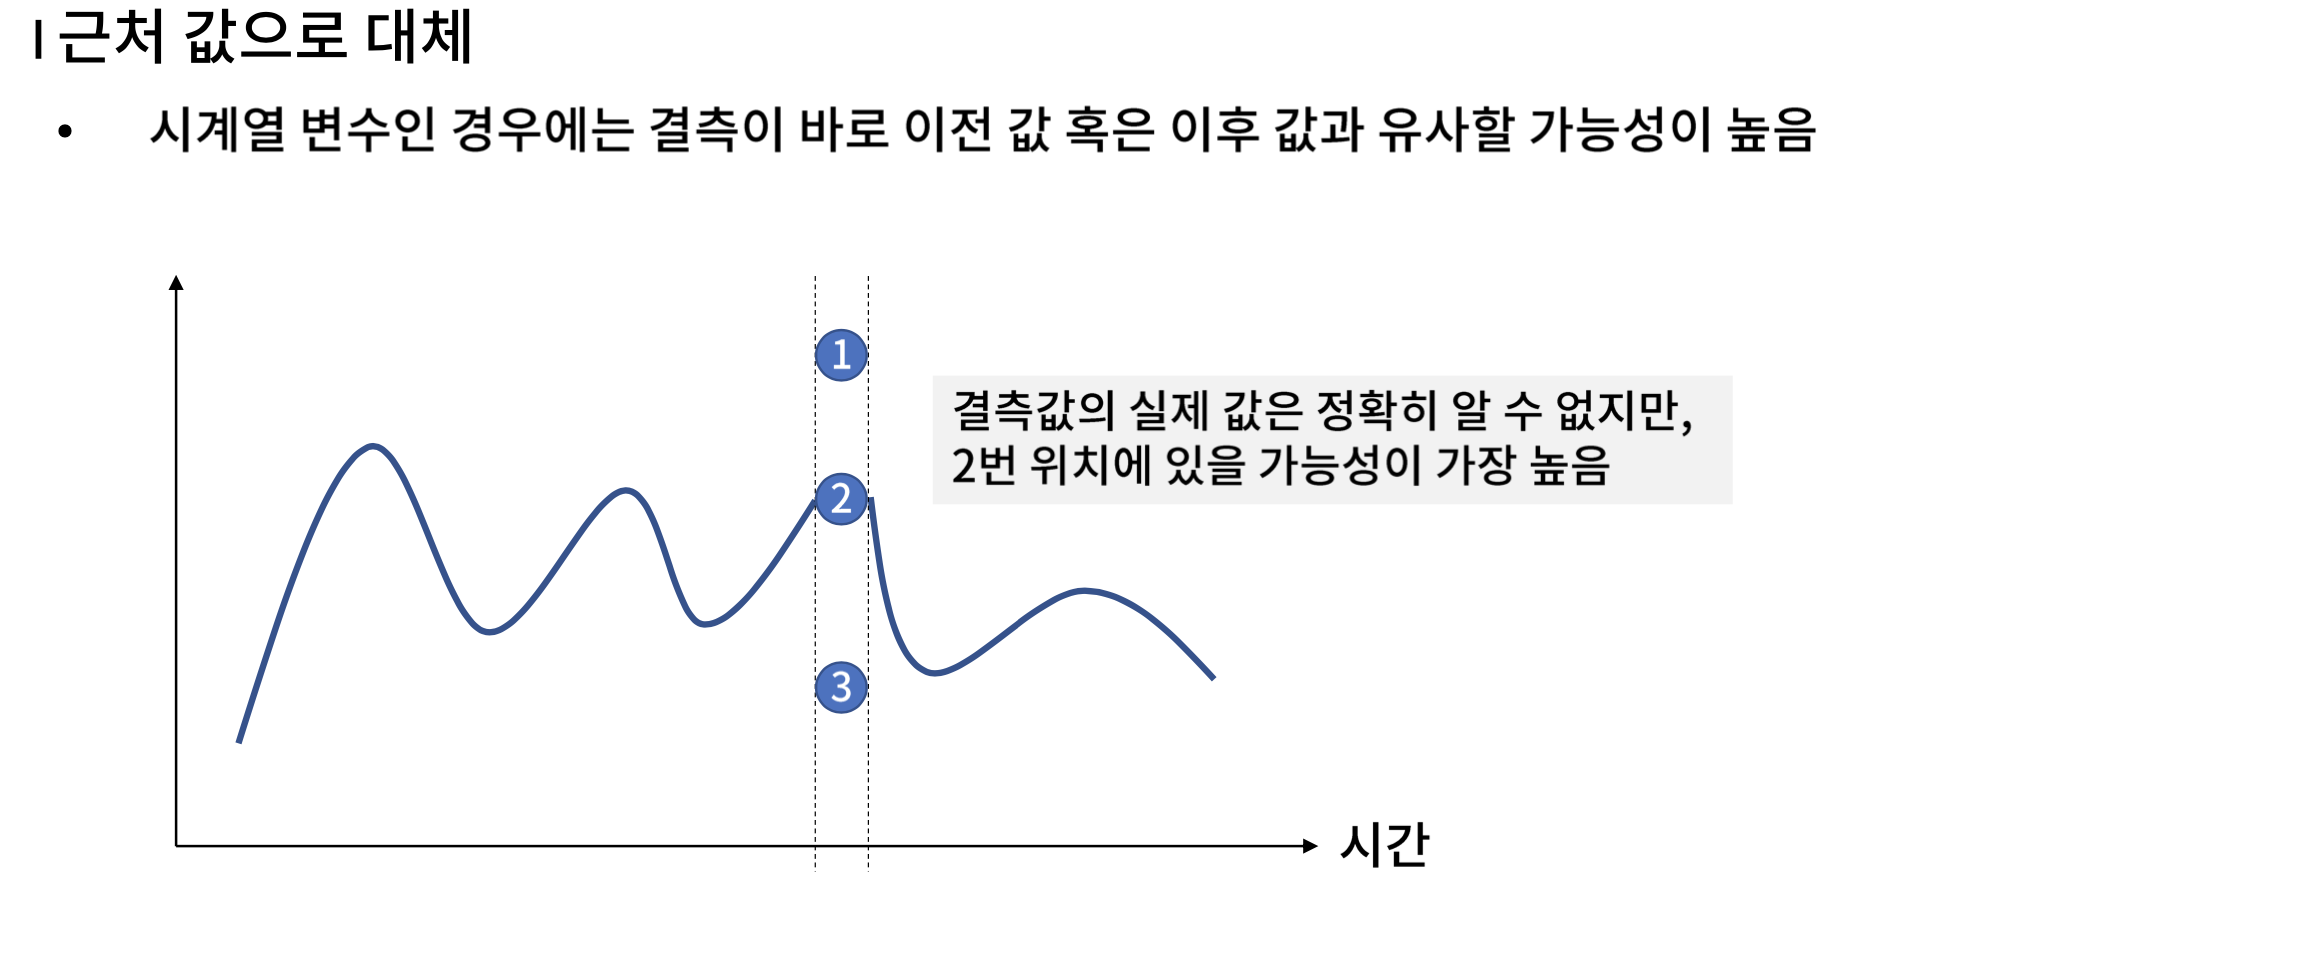 | 근처 값으로 대체
• 시계열 변수인 경우에는 결측이 바로 이전 값 혹은 이후 값과 유사할 가능성이 높음
1
결측값의 실제 값은 정확히 알 수 없지만,
2번 위치에 있을 가능성이 가장 높음
2
3
시간